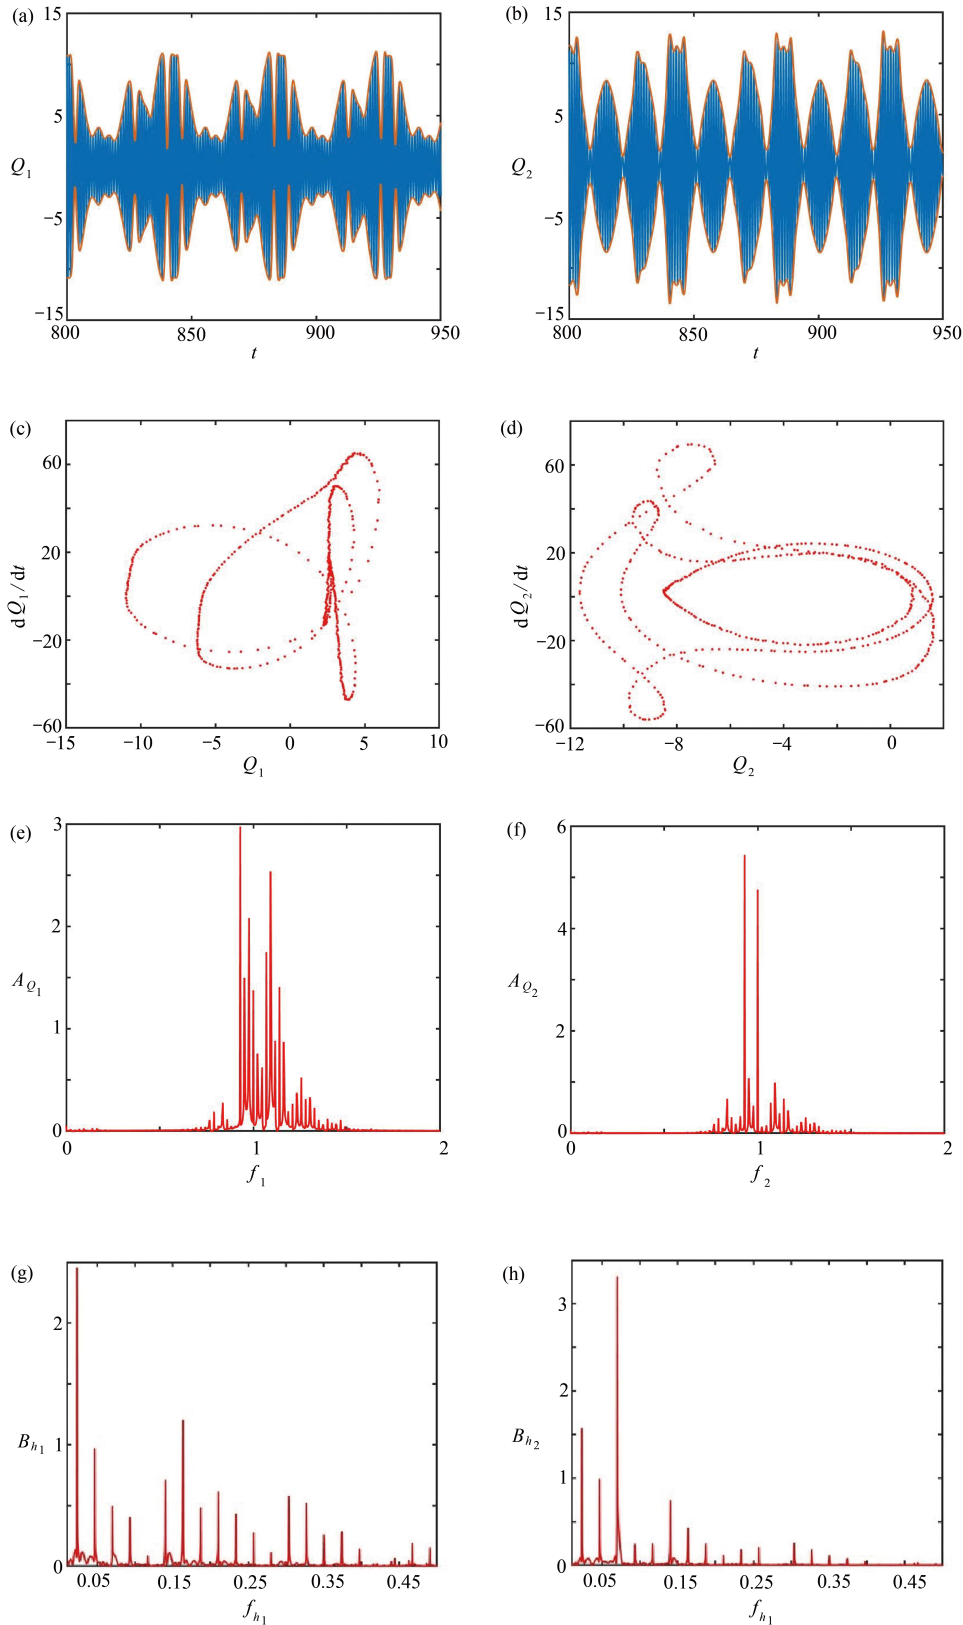 (a)
15
5
Q1
−5
−15
800
850
900
950
t
(b)
15
5
Q2
−5
−15
800
850
900
950
t
(c)
60
20
dQ1/dt
−20
−60
−15
−10
−5
0
5
10
Q1
(d)
60
20
dQ2/dt
−20
−60
−12
−8
−4
0
Q2
(e)
3
2
AQ1
1
0
0
1
2
f1
(f)
6
4
AQ2
2
0
0
1
2
f2
(g)
2
Bh1
1
0
0.05
0.15
0.25
0.35
0.45
fh1
(h)
3
2
Bh2
1
0
0.05
0.15
0.25
0.35
0.45
fh1